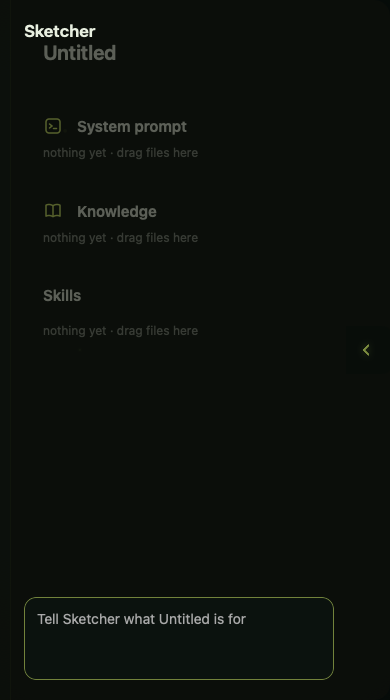 Sketcher
Untitled
System prompt
nothing yet · drag files here
Knowledge
nothing yet · drag files here
Skills
nothing yet · drag files here
Tell Sketcher what Untitled is for